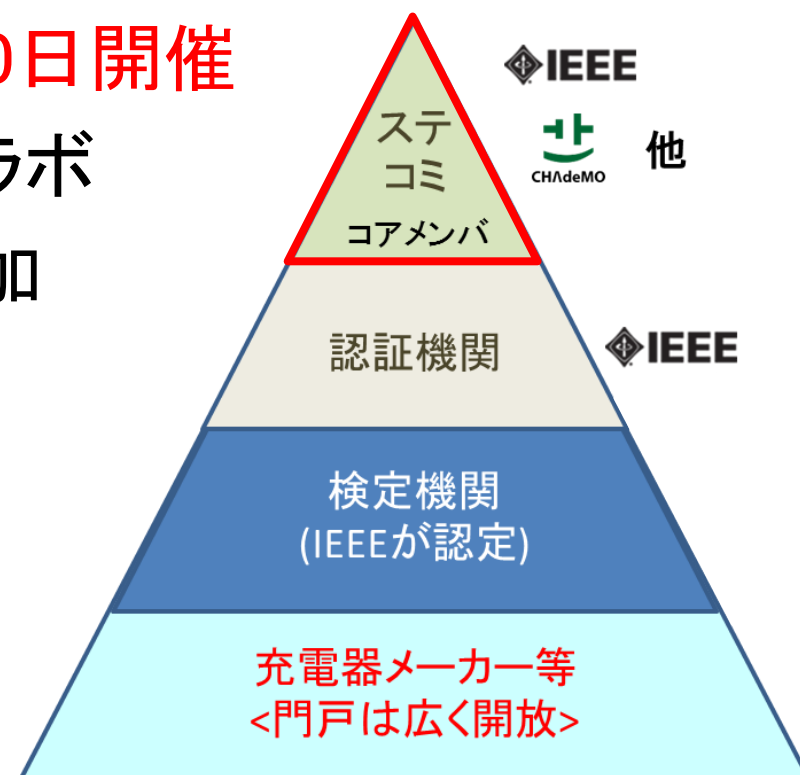 0日開催
ラボ
加
IEEE
CHΛdeMO
他
ステ
コミ
コアメンバ
認証機関
IEEE
検定機関
(IEEEが認定)
充電器メーカー等
<門戸は広く開放>